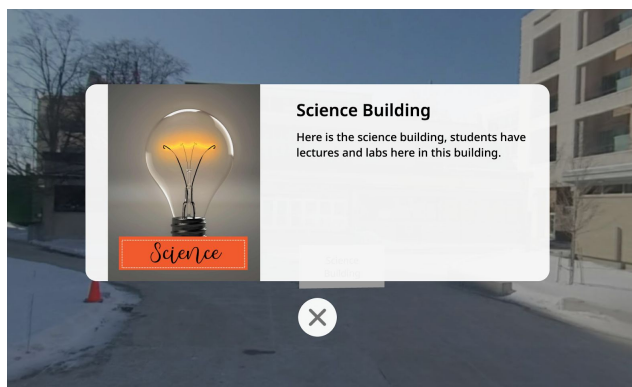 Science Building
Here is the science building, students have
lectures and labs here in this building.
Science